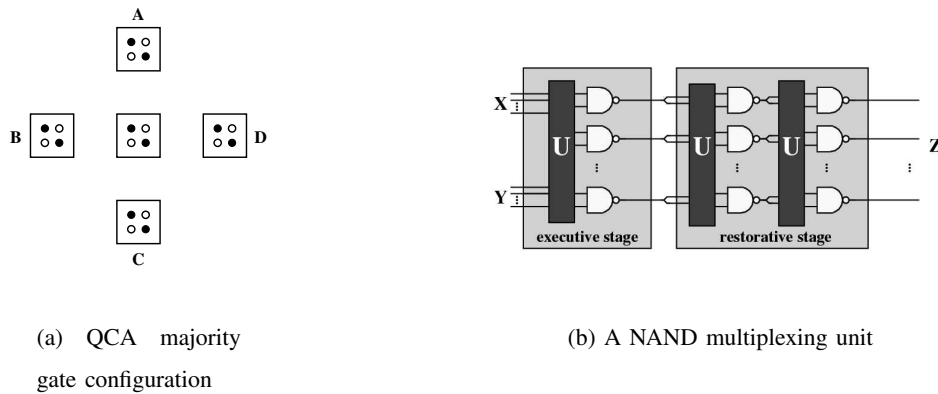 A
B
D
C
X
Y
U
U
U
Z
executive stage
restorative stage
(a) QCA majority
gate configuration
(b) A NAND multiplexing unit